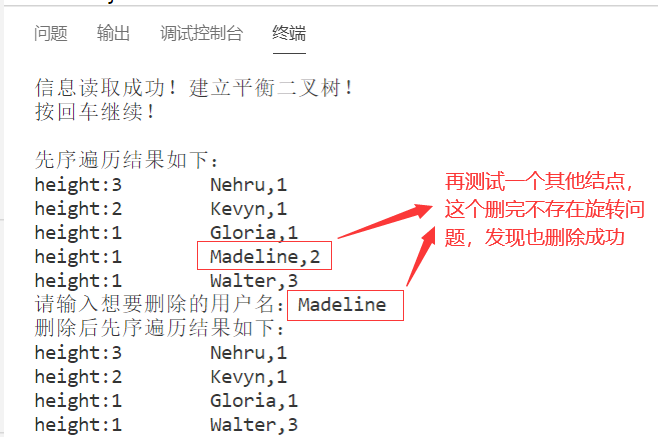 问题 输出 调试控制台 终端
信息读取成功！建立平衡二叉树！
按回车继续！
先序遍历结果如下：
height:3 Nehru,1
height:2 Kevyn,1
height:1 Gloria,1
height:1 Madeline,2
height:1 Walter,3
请输入想要删除的用户名：Madeline
删除后先序遍历结果如下：
height:3 Nehru,1
height:2 Kevyn,1
height:1 Gloria,1
height:1 Walter,3
再测试一个其他结点，
这个删完不存在旋转问
题，发现也删除成功